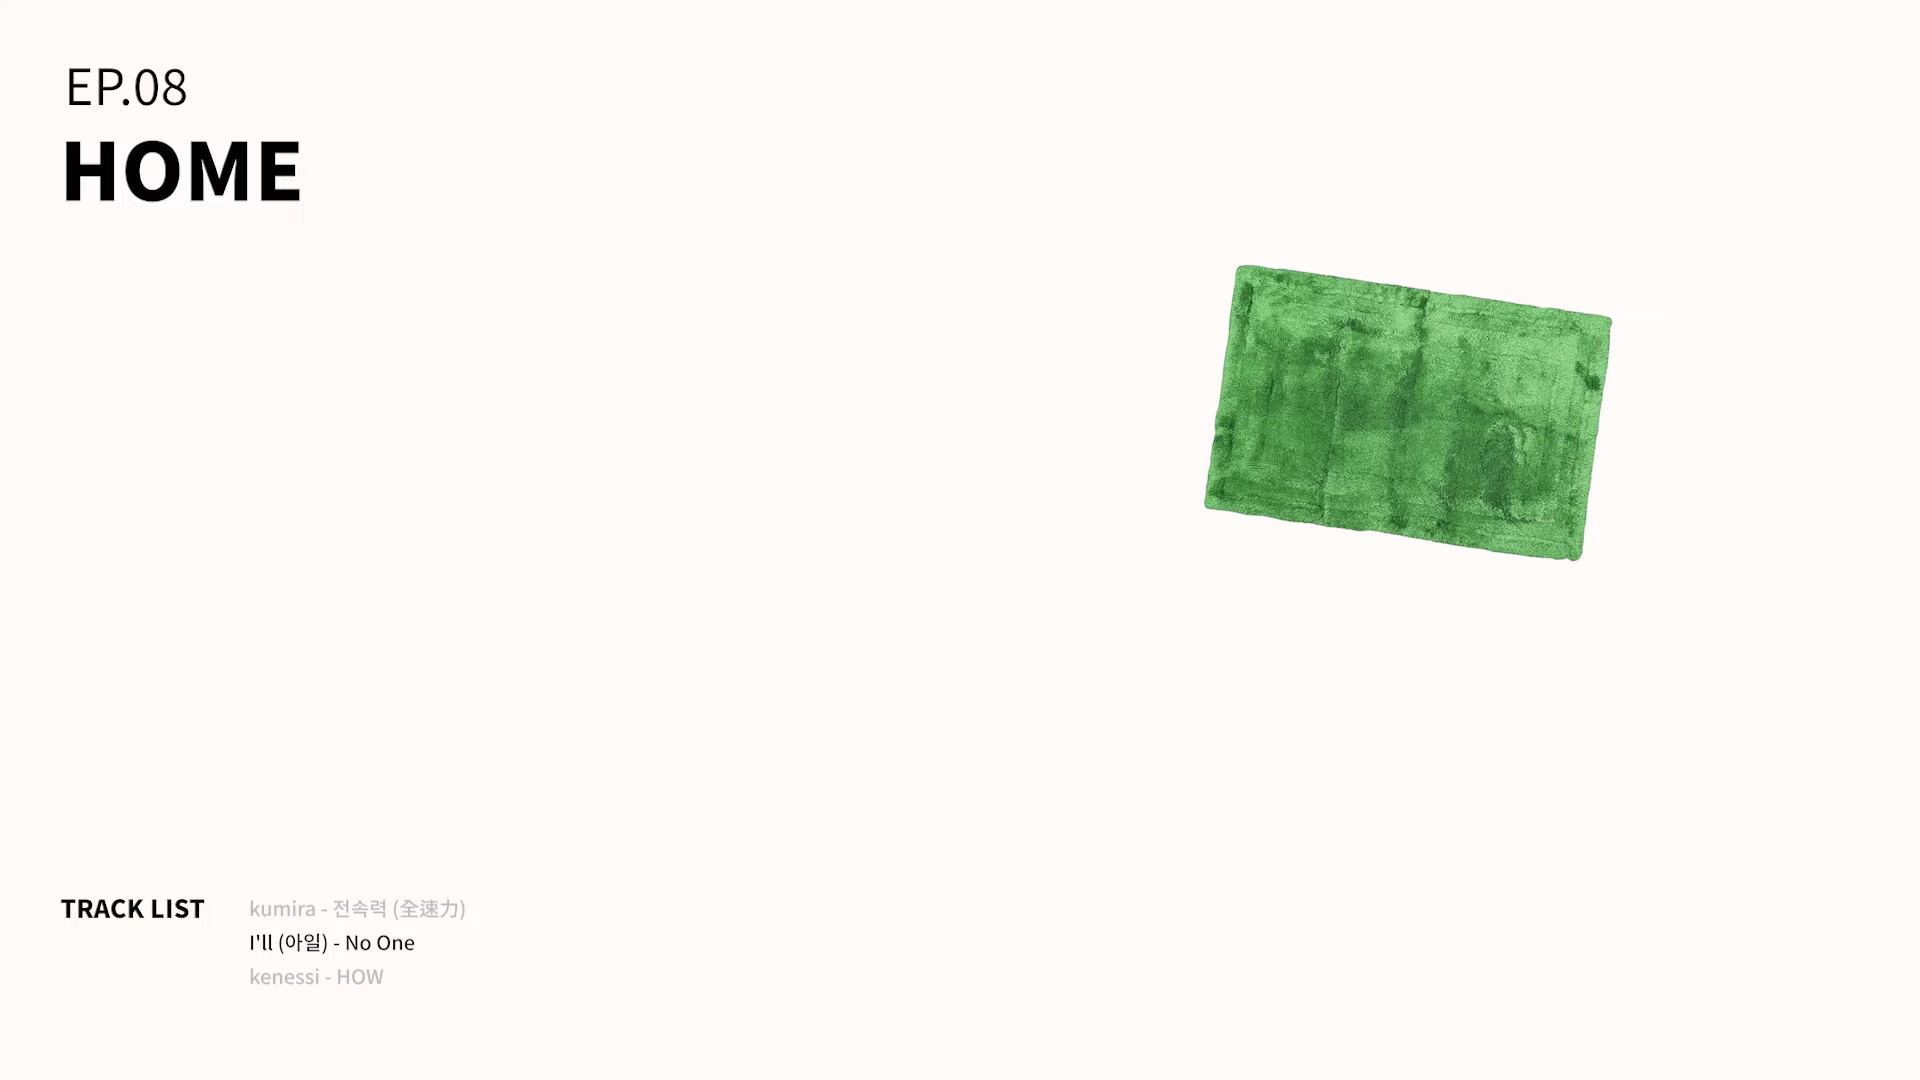 EP.08
HOME
TRACK LIST
kumira - 전속력 (全速力)
I'll (아일) - No One
kenessi - HOW